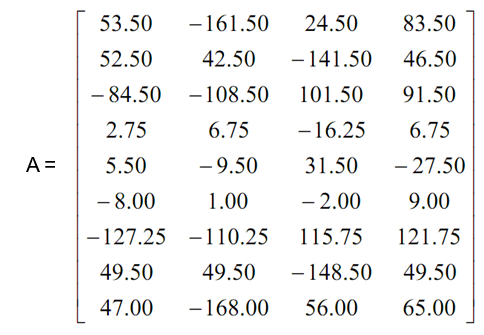 53.50 −161.50 24.50 83.50
52.50 42.50 −141.50 46.50
−84.50 −108.50 101.50 91.50
2.75 6.75 −16.25 6.75
A = 5.50 −9.50 31.50 −27.50
−8.00 1.00 −2.00 9.00
−127.25 −110.25 115.75 121.75
49.50 49.50 −148.50 49.50
47.00 −168.00 56.00 65.00